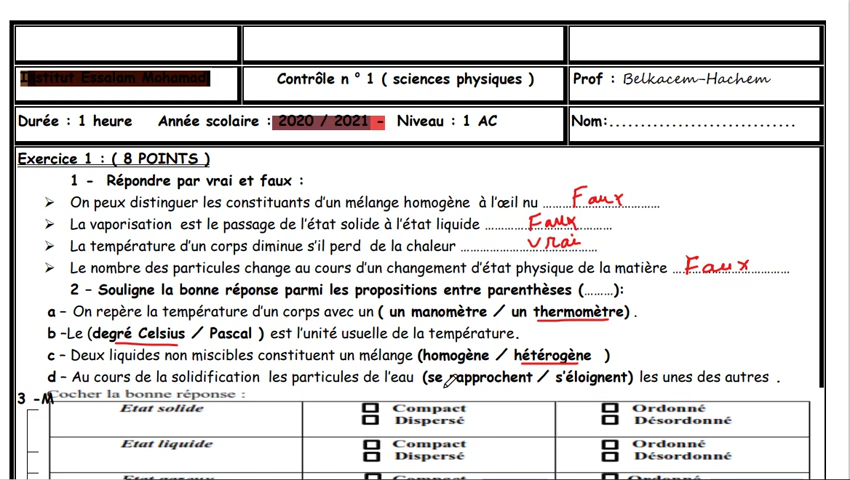 Institut Essalam Mohamadi
Contrôle n ° 1 ( sciences physiques )
Prof : Belkacem-Hachem
Durée : 1 heure Année scolaire : 2020 / 2021 - Niveau : 1 AC
Nom:..............................
Exercice 1 : ( 8 POINTS )
1 - Répondre par vrai et faux :
➤ On peux distinguer les constituants d'un mélange homogène à l'œil nu ……Faux………
➤ La vaporisation est le passage de l'état solide à l'état liquide ………Faux………
➤ La température d'un corps diminue s'il perd de la chaleur ………vrai………
➤ Le nombre des particules change au cours d'un changement d'état physique de la matière …Faux………
2 – Souligne la bonne réponse parmi les propositions entre parenthèses (………):
a – On repère la température d'un corps avec un ( un manomètre / un thermomètre) .
b –Le (degré Celsius / Pascal ) est l'unité usuelle de la température.
c – Deux liquides non miscibles constituent un mélange (homogène / hétérogène )
d – Au cours de la solidification les particules de l'eau (se rapprochent / s'éloignent) les unes des autres .
3 -M
Cocher la bonne réponse :
Etat solide
Compact
Dispersé
Ordonné
Désordonné
Etat liquide
Compact
Dispersé
Ordonné
Désordonné